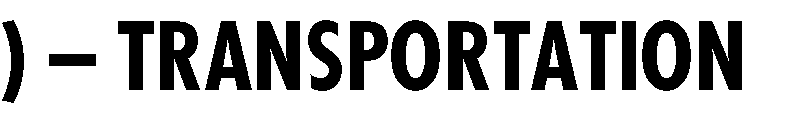 ) – TRANSPORTATION